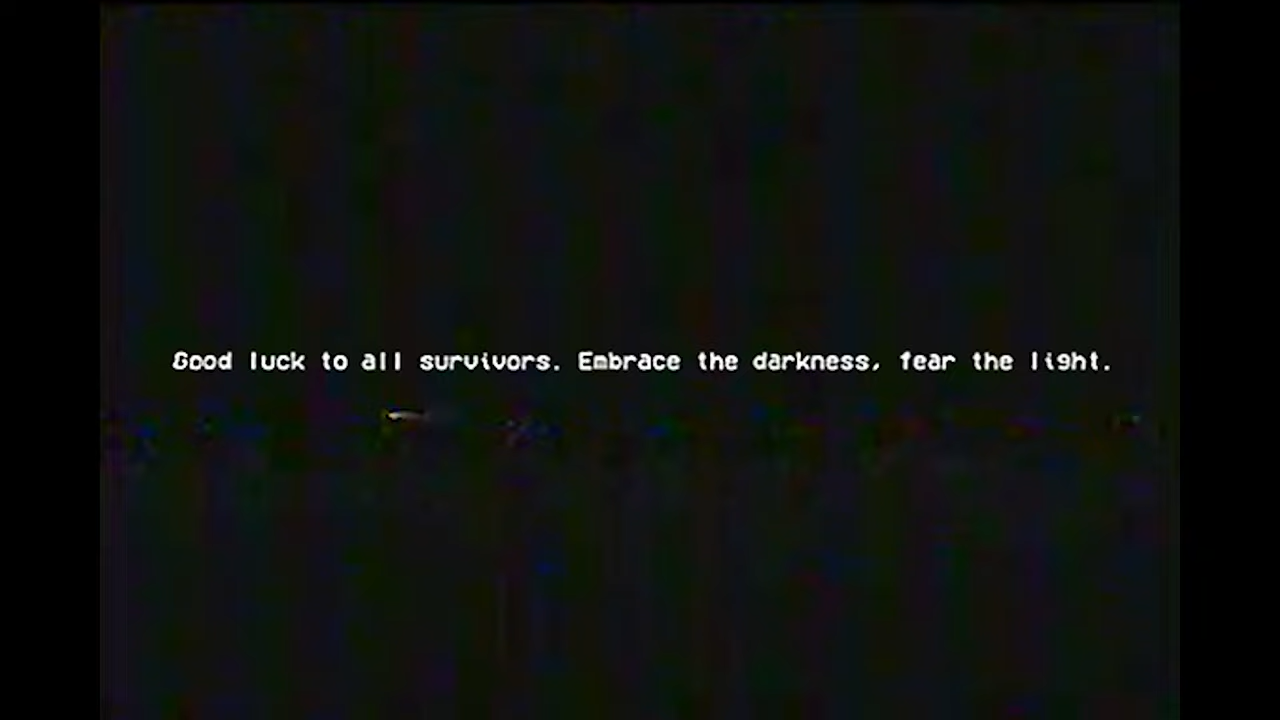 Good luck to all survivors. Embrace the darkness, fear the light.